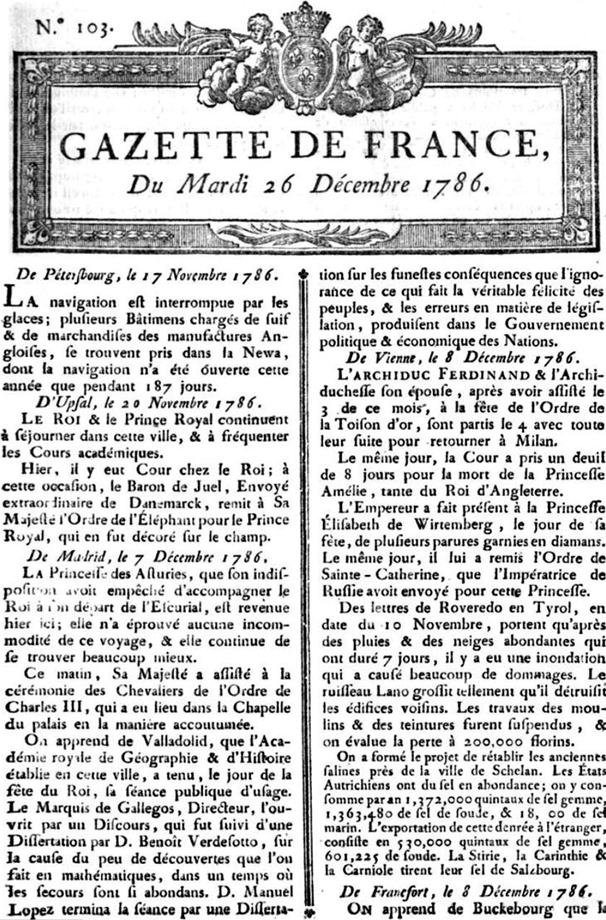 N.º 103.
GAZETTE DE FRANCE,
Du Mardi 26 Décembre 1786.
De Péterſbourg, le 17 Novembre 1786.
LA navigation eſt interrompue par les
glaces; pluſieurs Bâtimens chargés de ſuif
& de marchandiſes des manufactures An-
gloiſes, ſe trouvent pris dans la Newa,
dont la navigation n'a été ouverte cette
année que pendant 187 jours.
D'Upſal, le 20 Novembre 1786.
LE ROI & le Prince Royal continuent
à ſéjourner dans cette ville, & à fréquenter
les Cours académiques.
Hier, il y eut Cour chez le Roi; à
cette occaſion, le Baron de Juel, Envoyé
extraordinaire de Danemarck, remit à Sa
Majeſté l'Ordre de l'Éléphant pour le Prince
Royal, qui en fut décoré ſur le champ.
De Madrid, le 7 Décembre 1786.
LA Princeſſe des Aſturies, que ſon indiſ-
poſition avoit empêché d'accompagner le
Roi à ſon départ de l'Eſcurial, eſt revenue
hier ici; elle n'a éprouvé aucune incom-
modité de ce voyage, & elle continue de
ſe trouver beaucoup mieux.
Ce matin, Sa Majeſté a aſſiſté à la
cérémonie des Chevaliers de l'Ordre de
Charles III, qui a eu lieu dans la Chapelle
du palais en la manière accoutumée.
On apprend de Valladolid, que l'Aca-
démie royale de Géographie & d'Hiſtoire
établie en cette ville, a tenu, le jour de la
fête du Roi, ſa ſéance publique d'uſage.
Le Marquis de Gallegos, Directeur, l'ou-
vrit par un Diſcours, qui fut ſuivi d'une
Diſſertation par D. Benoît Verdeſotto, ſur
la cauſe du peu de découvertes que l'on
fait en mathématiques, dans un temps où
les ſecours ſont ſi abondans. D. Manuel
Lopez termina la ſéance par une Diſſerta-
tion ſur les funeſtes conſéquences que l'igno-
rance de ce qui fait la véritable félicité des
peuples, & les erreurs en matière de légiſ-
lation, produiſent dans le Gouvernement
politique & économique des Nations.
De Vienne, le 8 Décembre 1786.
L'ARCHIDUC FERDINAND & l'Archi-
ducheſſe ſon épouſe, après avoir aſſiſté le
3 de ce mois, à la fête de l'Ordre de
la Toiſon d'or, ſont partis le 4 avec toute
leur ſuite pour retourner à Milan.
Le même jour, la Cour a pris un deuil
de 8 jours pour la mort de la Princeſſe
Amélie, tante du Roi d'Angleterre.
L'Empereur a fait préſent à la Princeſſe
Éliſabeth de Wirtemberg, le jour de ſa
fête, de pluſieurs parures garnies en diamans.
Le même jour, il lui a remis l'Ordre de
Sainte-Catherine, que l'Impératrice de
Ruſſie avoit envoyé pour cette Princeſſe.
Des lettres de Roveredo en Tyrol, en
date du 10 Novembre, portent qu'après
des pluies & des neiges abondantes qui
ont duré 7 jours, il y a eu une inondation
qui a cauſé beaucoup de dommages. Le
ruiſſeau Lano groſſit tellement qu'il détruiſit
les édifices voiſins. Les travaux des mou-
lins & des teintures furent ſuſpendus, &
on évalue la perte à 200,000 florins.
On a formé le projet de rétablir les anciennes
ſalines près de la ville de Schelan. Les États
Autrichiens ont du ſel en abondance; on y con-
ſomme par an 1,372,000 quintaux de ſel gemme,
1,363,480 de ſel de ſoude, & de ſel
marin. L'exportation de cette denrée à l'étranger,
conſiſte en 530,000 quintaux de ſel gemme,
601,225 de ſoude. La Stirie, la Carinthie &
la Carniole tirent leur ſel de Salzbourg.
De Francfort, le 8 Décembre 1786.
ON apprend de Buckebourg que la